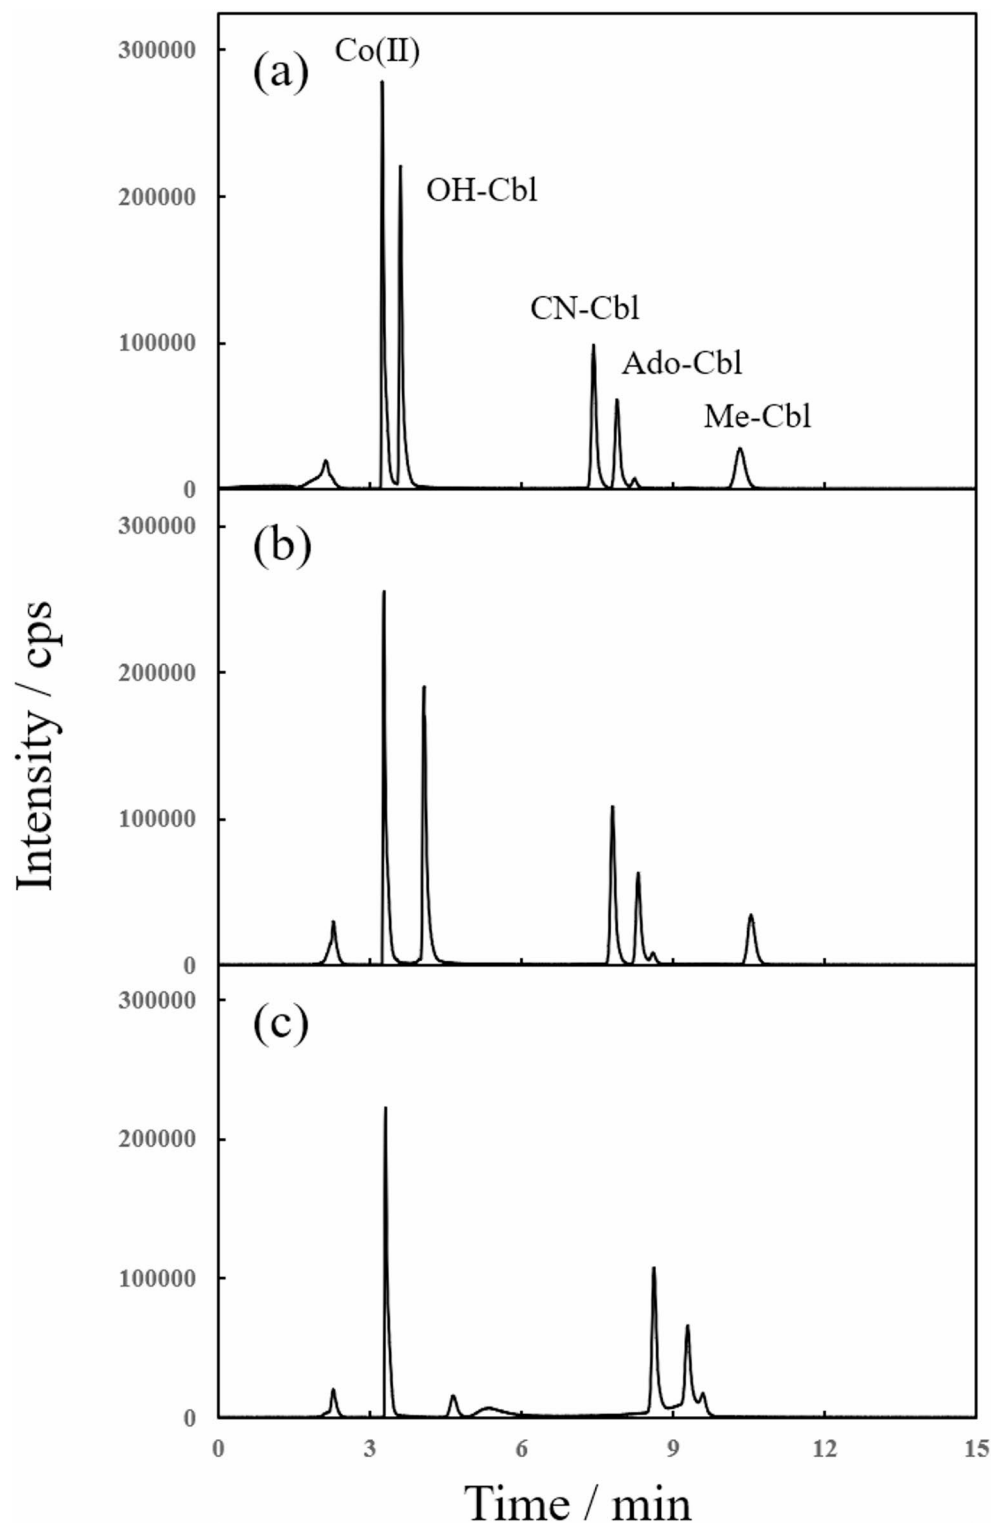 300000
(a)
Co(II)
OH-Cbl
200000
CN-Cbl
100000
Ado-Cbl
Me-Cbl
0
(b)
300000
200000
100000
0
(c)
300000
200000
100000
0
Intensity / cps
0 3 6 9 12 15
Time / min